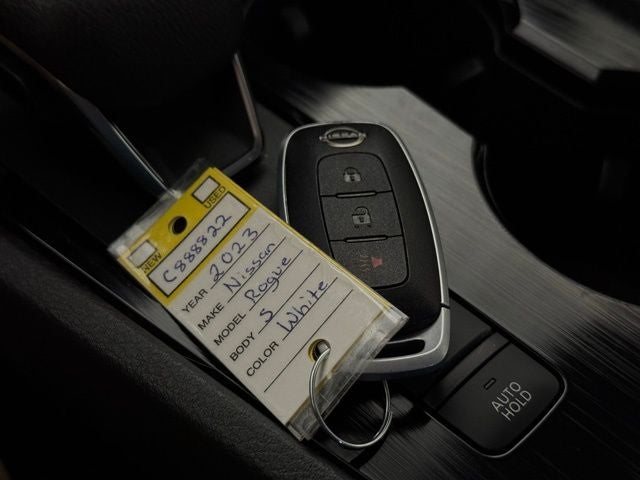 NEW USED
C888822
YEAR 2023
MAKE Nissan
MODEL Rogue
BODY S
COLOR White
AUTO
HOLD